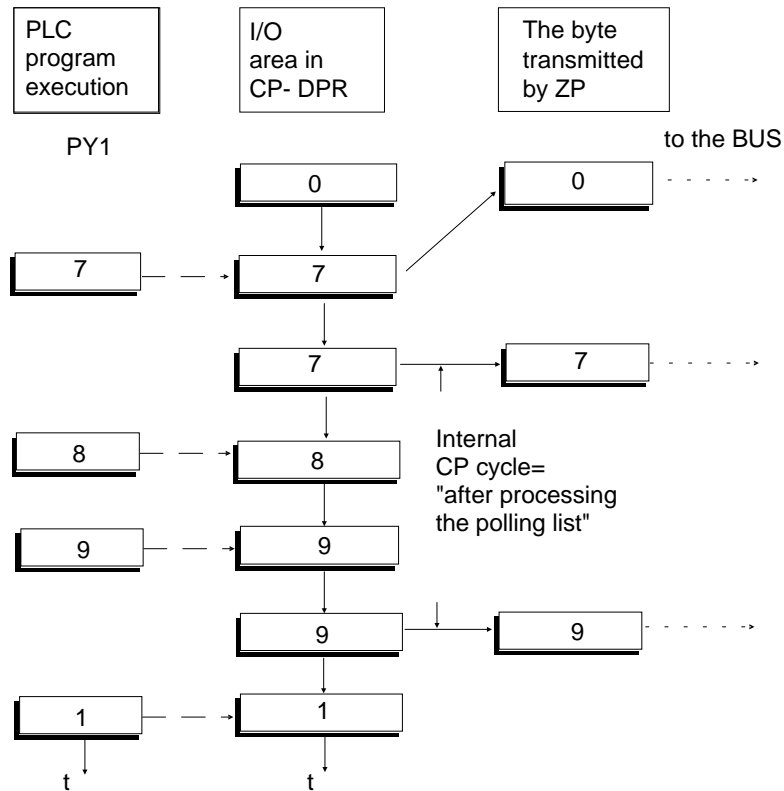 PLC
program
execution
I/O
area in
CP- DPR
The byte
transmitted
by ZP
PY1
to the BUS
0
0
7
7
7
7
8
8
Internal
CP cycle=
"after processing
the polling list"
9
9
9
9
1
1
t
t